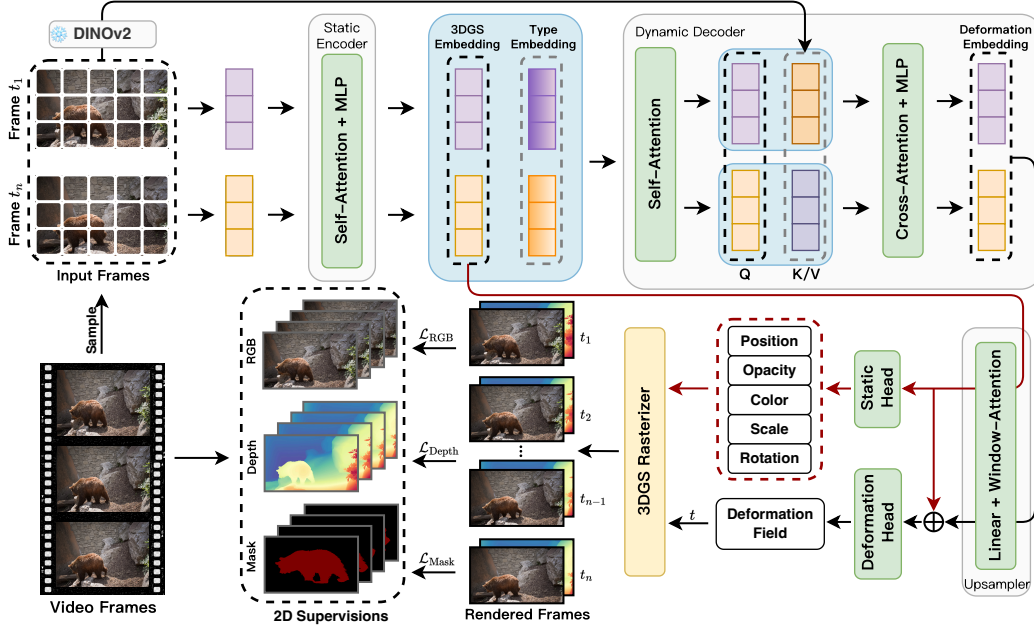 DINOv2
Static
Encoder
3DGS
Embedding
Type
Embedding
Dynamic Decoder
Deformation
Embedding
Frame t₁
Frame tₙ
Input Frames
Self-Attention + MLP
Self-Attention
Q
K/V
Cross-Attention + MLP
Sample
Video Frames
RGB
Depth
Mask
2D Supervisions
ℒRGB
ℒDepth
ℒMask
t₁
t₂
⋮
tₙ₋₁
tₙ
Rendered Frames
3DGS Rasterizer
Position
Opacity
Color
Scale
Rotation
t
Deformation
Field
Static
Head
Deformation
Head
Linear + Window-Attention
Upsampler